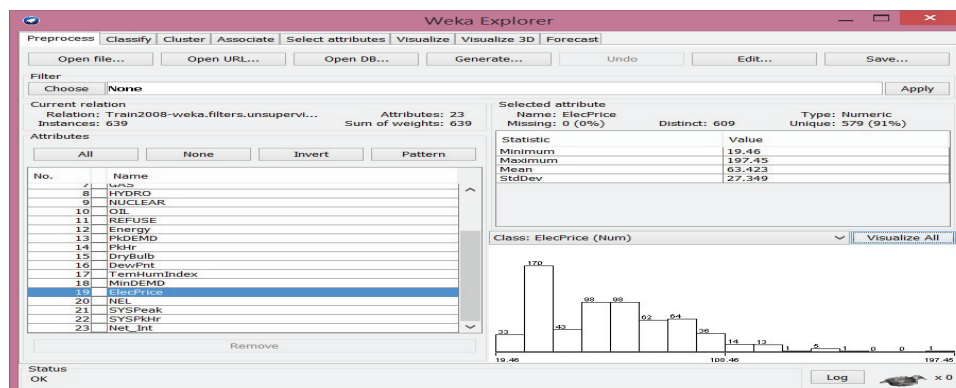 Weka Explorer
Preprocess Classify Cluster Associate Select attributes Visualize Visualize 3D Forecast
Open file... Open URL... Open DB... Generate... Undo Edit... Save...
Filter
Choose None Apply
Current relation
Relation: Train2008-weka.filters.unsupervi... Attributes: 23
Instances: 639 Sum of weights: 639
Attributes
All None Invert Pattern
No. Name
7 GAS
8 HYDRO
9 NUCLEAR
10 OIL
11 REFUSE
12 Energy
13 PkDEMD
14 PkHr
15 DryBulb
16 DewPnt
17 TemHumIndex
18 MinDEMD
19 ElecPrice
20 NEL
21 SYSPeak
22 SYSPkHr
23 Net_Int
Remove
Selected attribute
Name: ElecPrice Type: Numeric
Missing: 0 (0%) Distinct: 609 Unique: 579 (91%)
Statistic Value
Minimum 19.46
Maximum 197.45
Mean 63.423
StdDev 27.349
Class: ElecPrice (Num) Visualize All
33 170 43 98 98 62 64 36 14 13 1 5 1 0 0 1
19.46 108.46 197.45
Status
OK
Log x 0